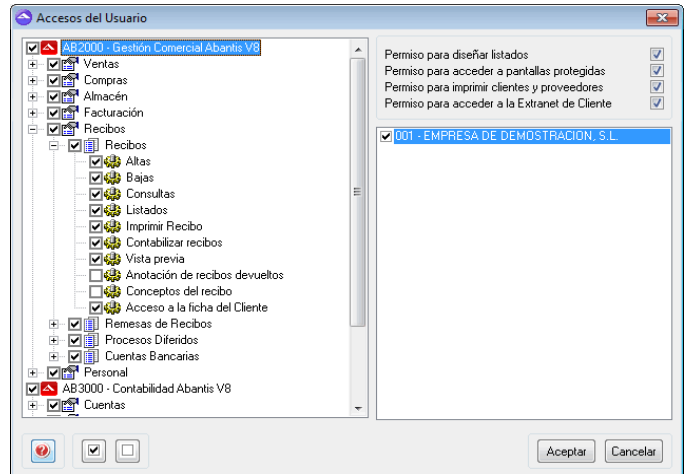 Accesos del Usuario
AB2000 - Gestión Comercial Abantis V8
Ventas
Compras
Almacén
Facturación
Recibos
Recibos
Altas
Bajas
Consultas
Listados
Imprimir Recibo
Contabilizar recibos
Vista previa
Anotación de recibos devueltos
Conceptos del recibo
Acceso a la ficha del Cliente
Remesas de Recibos
Procesos Diferidos
Cuentas Bancarias
Personal
AB3000 - Contabilidad Abantis V8
Cuentas
Permiso para diseñar listados
Permiso para acceder a pantallas protegidas
Permiso para imprimir clientes y proveedores
Permiso para acceder a la Extranet de Cliente
001 - EMPRESA DE DEMOSTRACION, S.L.
Aceptar
Cancelar